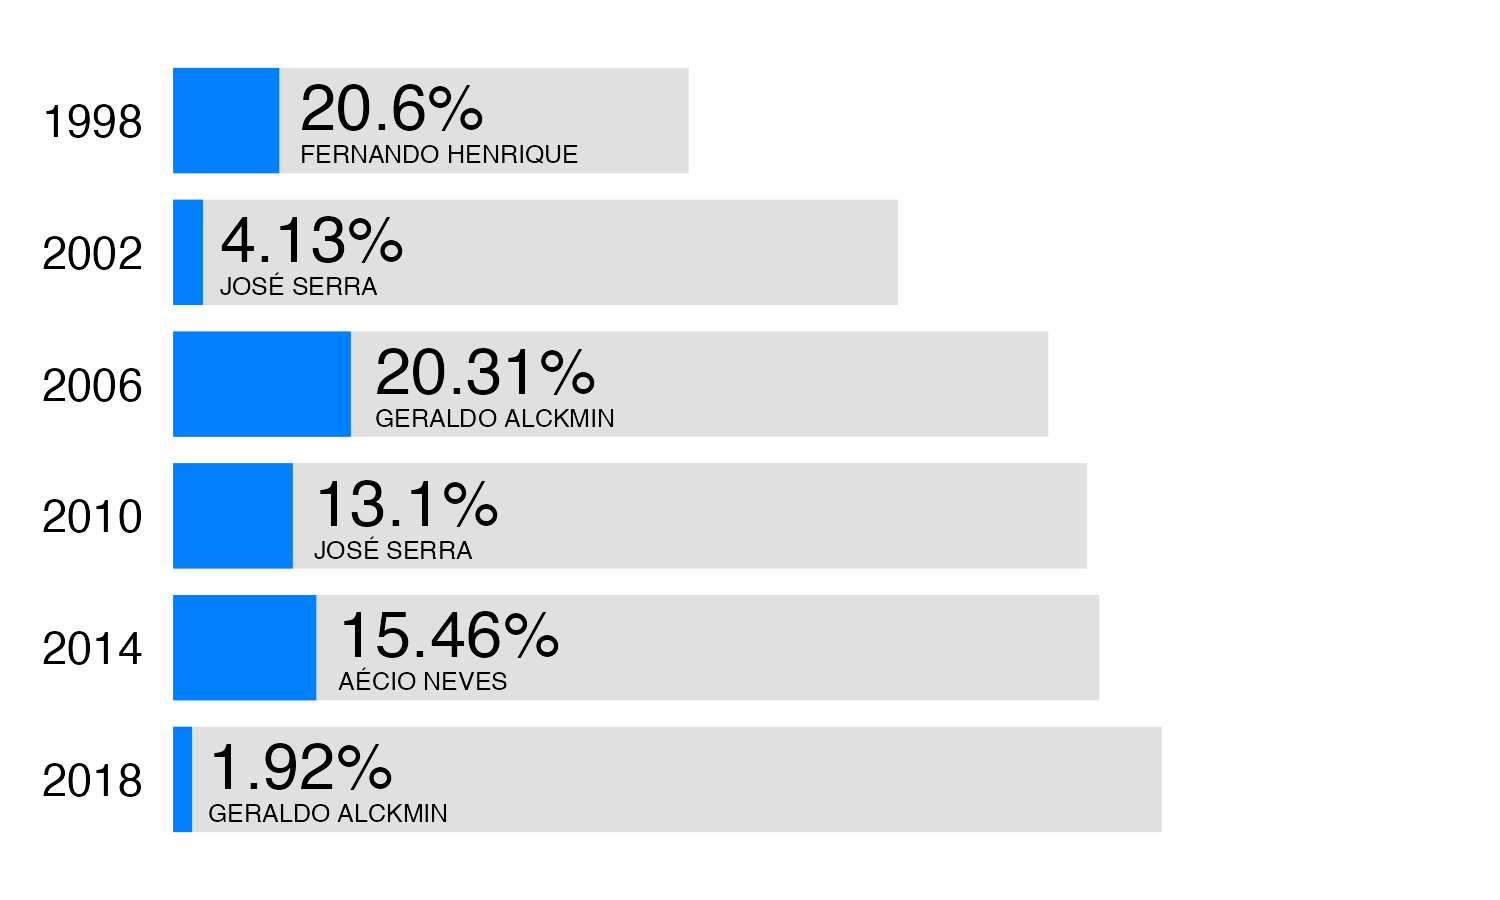 1998
20.6%
FERNANDO HENRIQUE
2002
4.13%
JOSÉ SERRA
2006
20.31%
GERALDO ALCKMIN
2010
13.1%
JOSÉ SERRA
2014
15.46%
AÉCIO NEVES
2018
1.92%
GERALDO ALCKMIN